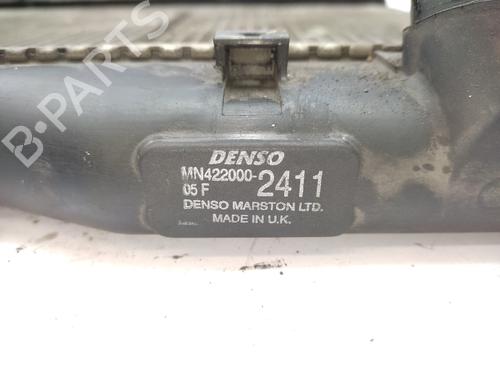 B-PARTS
DENSO
MN422000-2411
05 F
DENSO MARSTON LTD.
MADE IN U.K.